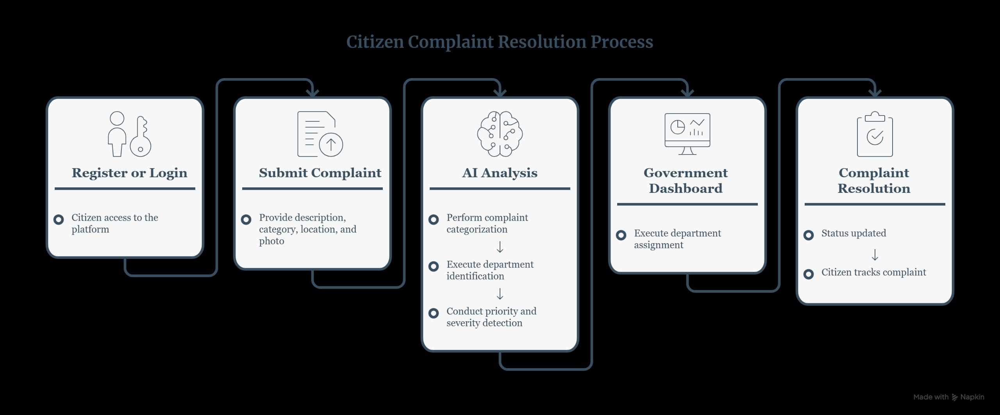 Citizen Complaint Resolution Process
Register or Login
Citizen access to the
platform
Submit Complaint
Provide description,
category, location, and
photo
AI Analysis
Perform complaint
categorization
Execute department
identification
Conduct priority and
severity detection
Government
Dashboard
Execute department
assignment
Complaint
Resolution
Status updated
Citizen tracks complaint
Made with Napkin